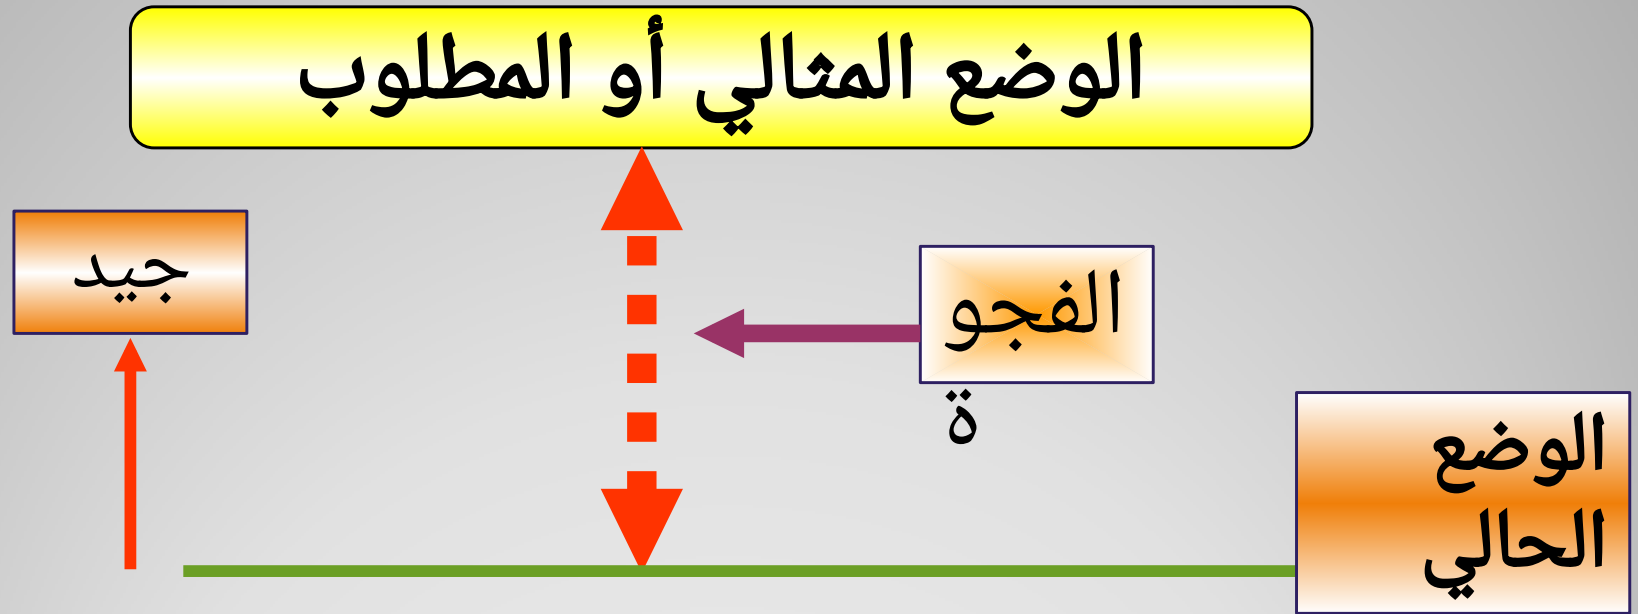 الوضع المثالي أو المطلوب
جيد
الفجو
ة
الوضع
الحالي